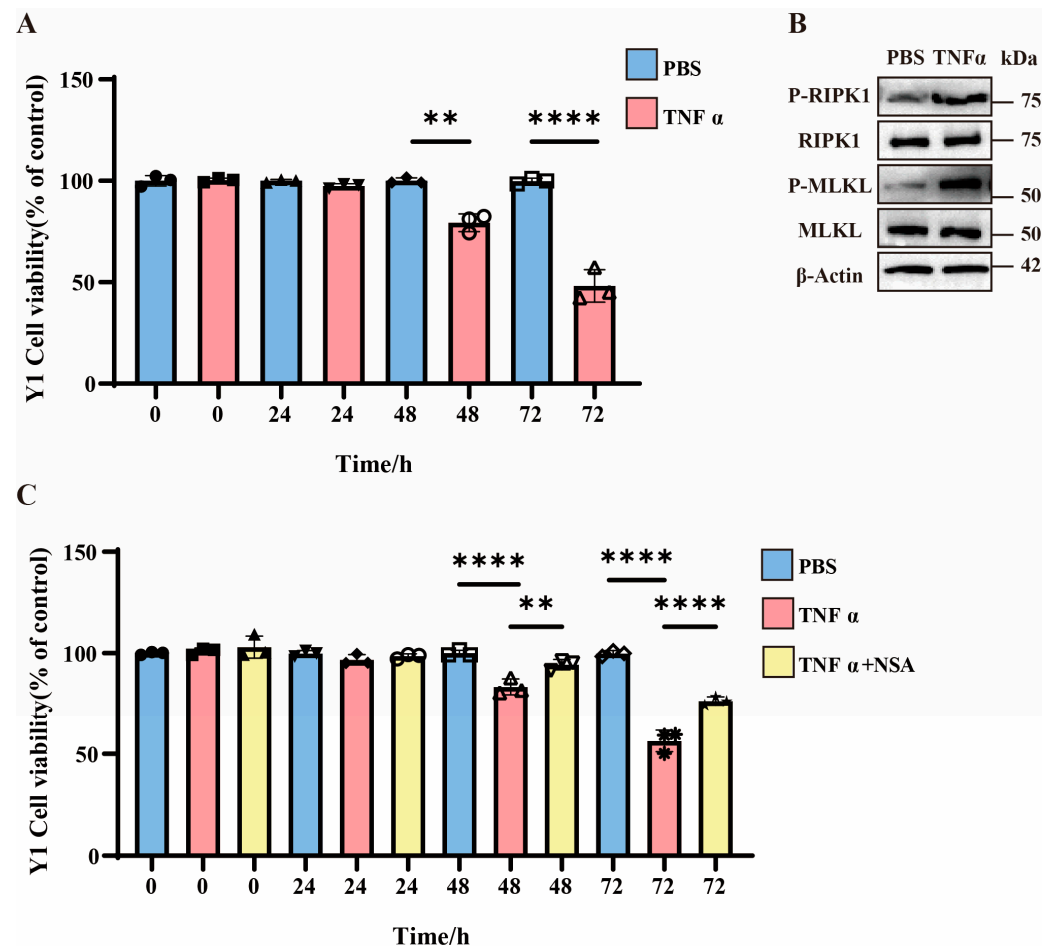 A
150
100
50
0
Y1 Cell viability(% of control)
** ****
PBS
TNF α
0 0 24 24 48 48 72 72
Time/h
B
PBS TNFα kDa
P-RIPK1 75
RIPK1 75
P-MLKL 50
MLKL 50
β-Actin 42
C
150
100
50
0
Y1 Cell viability(% of control)
**** ****
** ****
PBS
TNF α
TNF α+NSA
0 0 0 24 24 24 48 48 48 72 72 72
Time/h